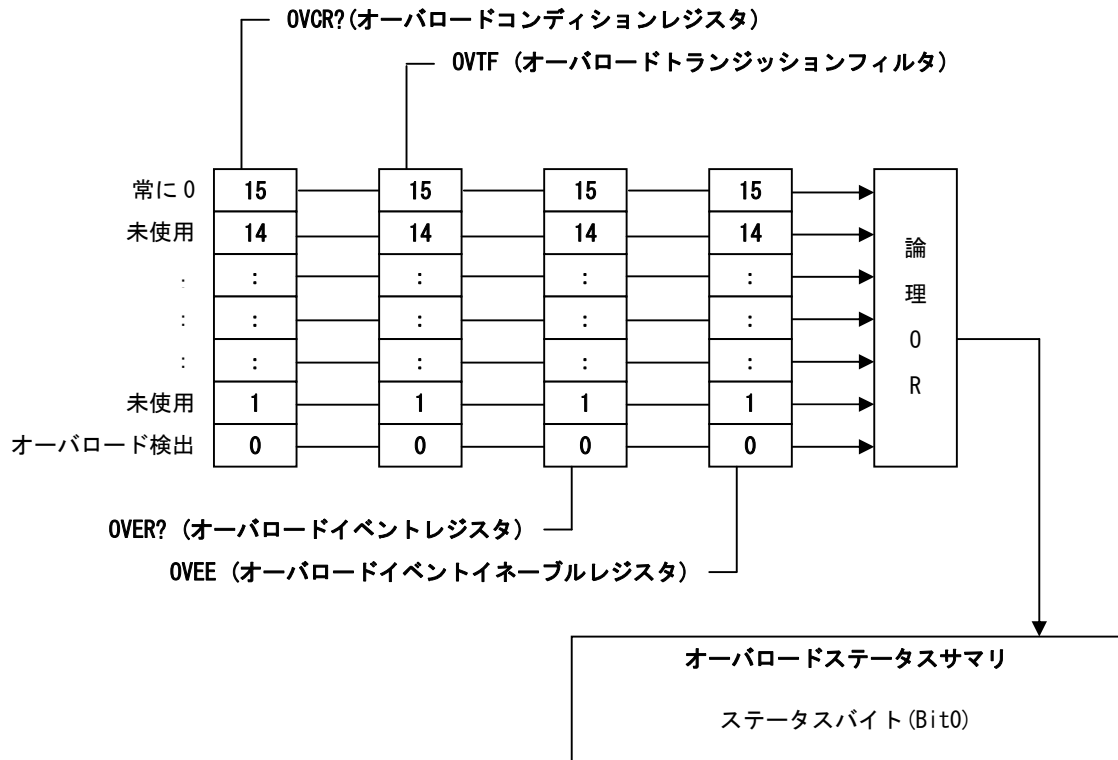 OVCR?(オーバロードコンディションレジスタ)
OVTF (オーバロードトランジッションフィルタ)
常に0 15 15 15 15
未使用 14 14 14 14
. : : : :
: : : : :
: : : : :
未使用 1 1 1 1
オーバロード検出 0 0 0 0
論
理
O
R
OVER? (オーバロードイベントレジスタ)
OVEE (オーバロードイベントイネーブルレジスタ)
オーバロードステータスサマリ
ステータスバイト(Bit0)